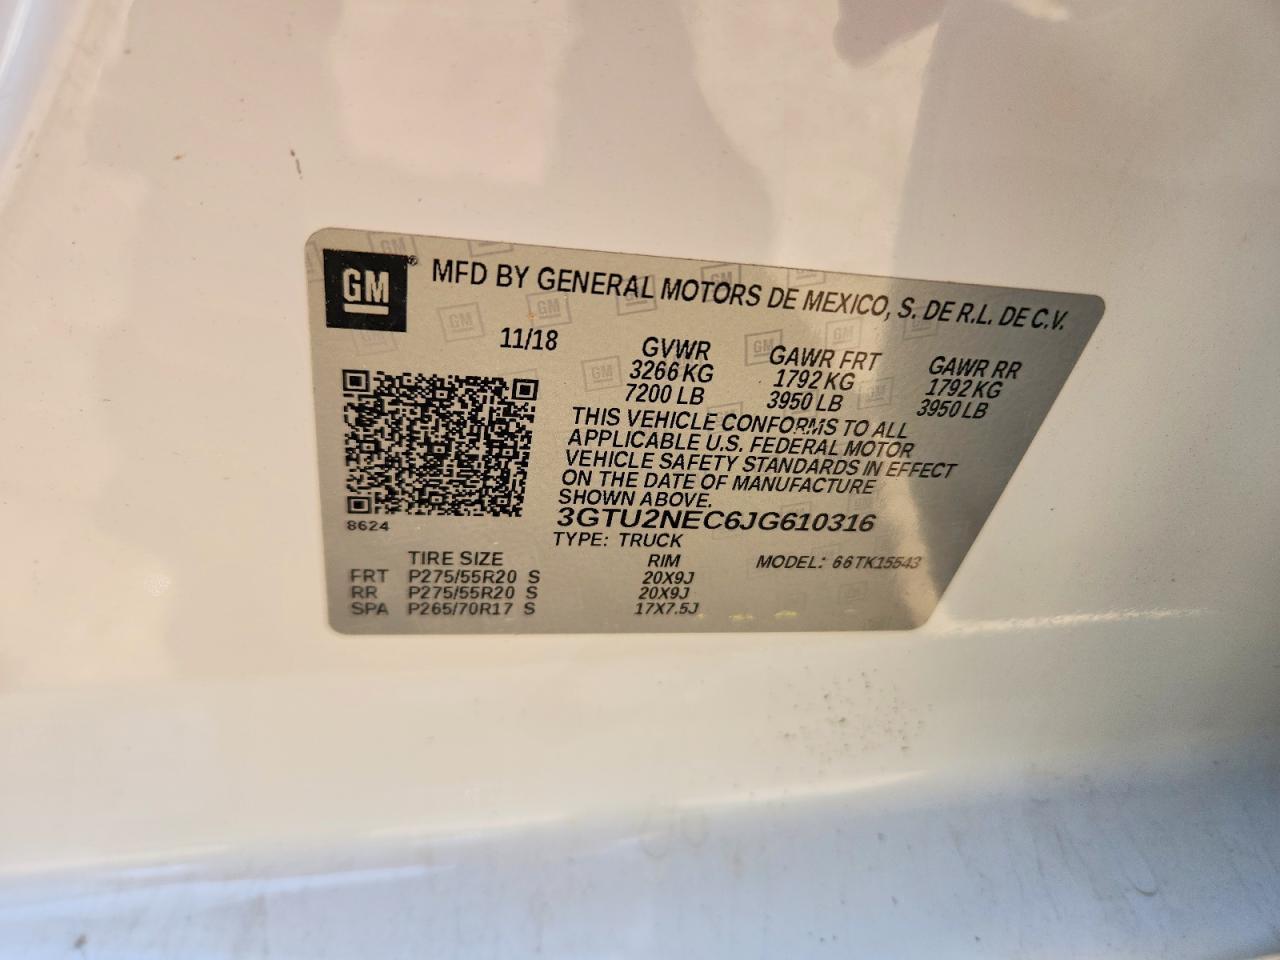 GM® MFD BY GENERAL MOTORS DE MEXICO, S. DE R.L. DE C.V.
11/18 GVWR GAWR FRT GAWR RR
3266 KG 1792 KG 1792 KG
7200 LB 3950 LB 3950 LB
THIS VEHICLE CONFORMS TO ALL
APPLICABLE U.S. FEDERAL MOTOR
VEHICLE SAFETY STANDARDS IN EFFECT
ON THE DATE OF MANUFACTURE
SHOWN ABOVE.
8624 3GTU2NEC6JG610316
TYPE: TRUCK
TIRE SIZE RIM MODEL: 66TK15543
FRT P275/55R20 S 20X9J
RR P275/55R20 S 20X9J
SPA P265/70R17 S 17X7.5J